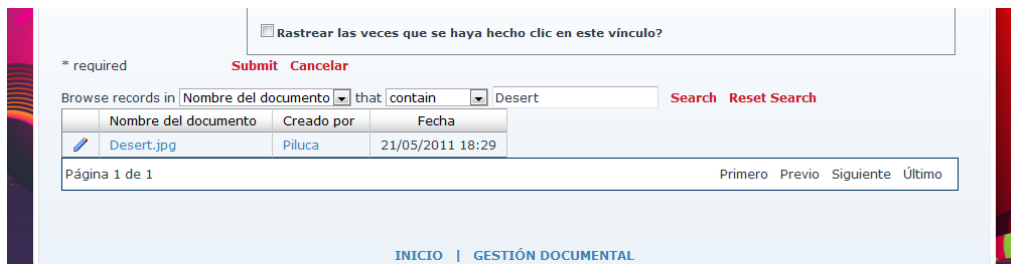 Rastrear las veces que se haya hecho clic en este vínculo?
* required Submit Cancelar
Browse records in Nombre del documento that contain Desert Search Reset Search
Nombre del documento Creado por Fecha
Desert.jpg Piluca 21/05/2011 18:29
Página 1 de 1 Primero Previo Siguiente Último
INICIO | GESTIÓN DOCUMENTAL